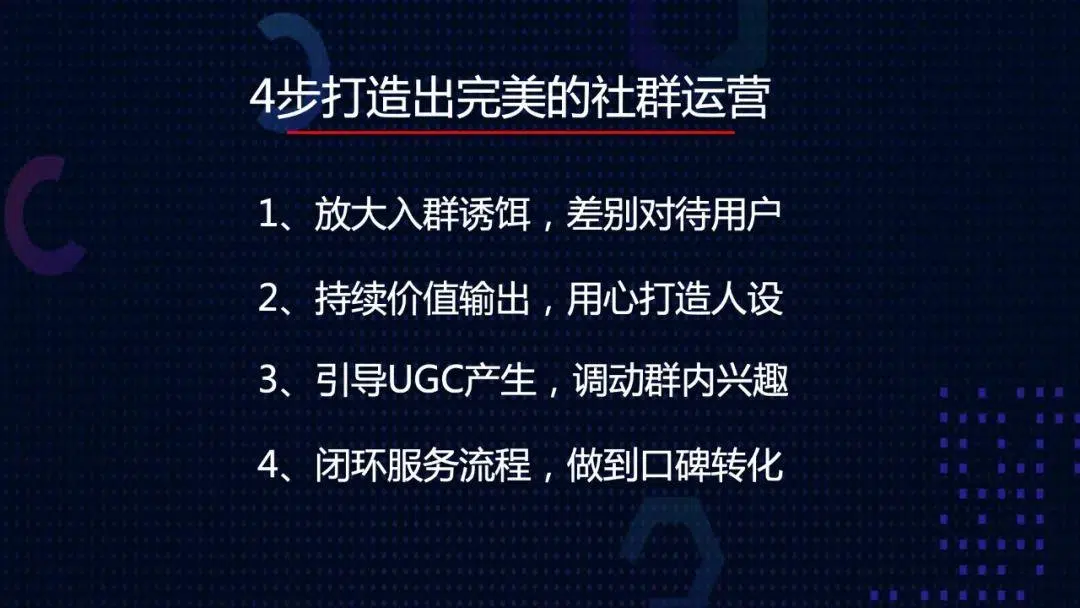 4步打造出完美的社群运营
1、放大入群诱饵，差别对待用户
2、持续价值输出，用心打造人设
3、引导UGC产生，调动群内兴趣
4、闭环服务流程，做到口碑转化